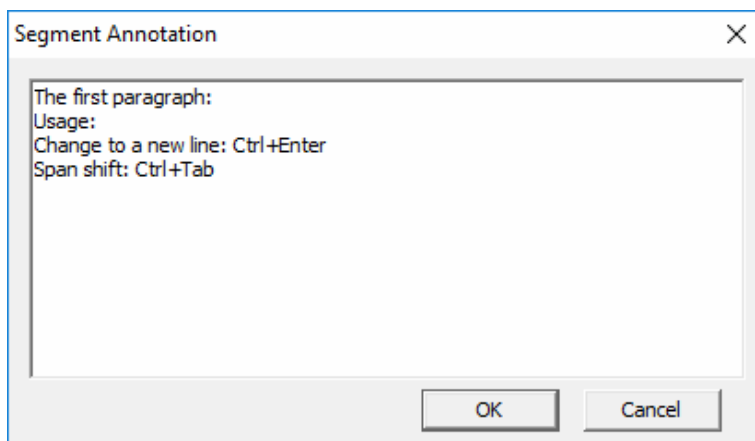 Segment Annotation
The first paragraph:
Usage:
Change to a new line: Ctrl+Enter
Span shift: Ctrl+Tab
OK
Cancel